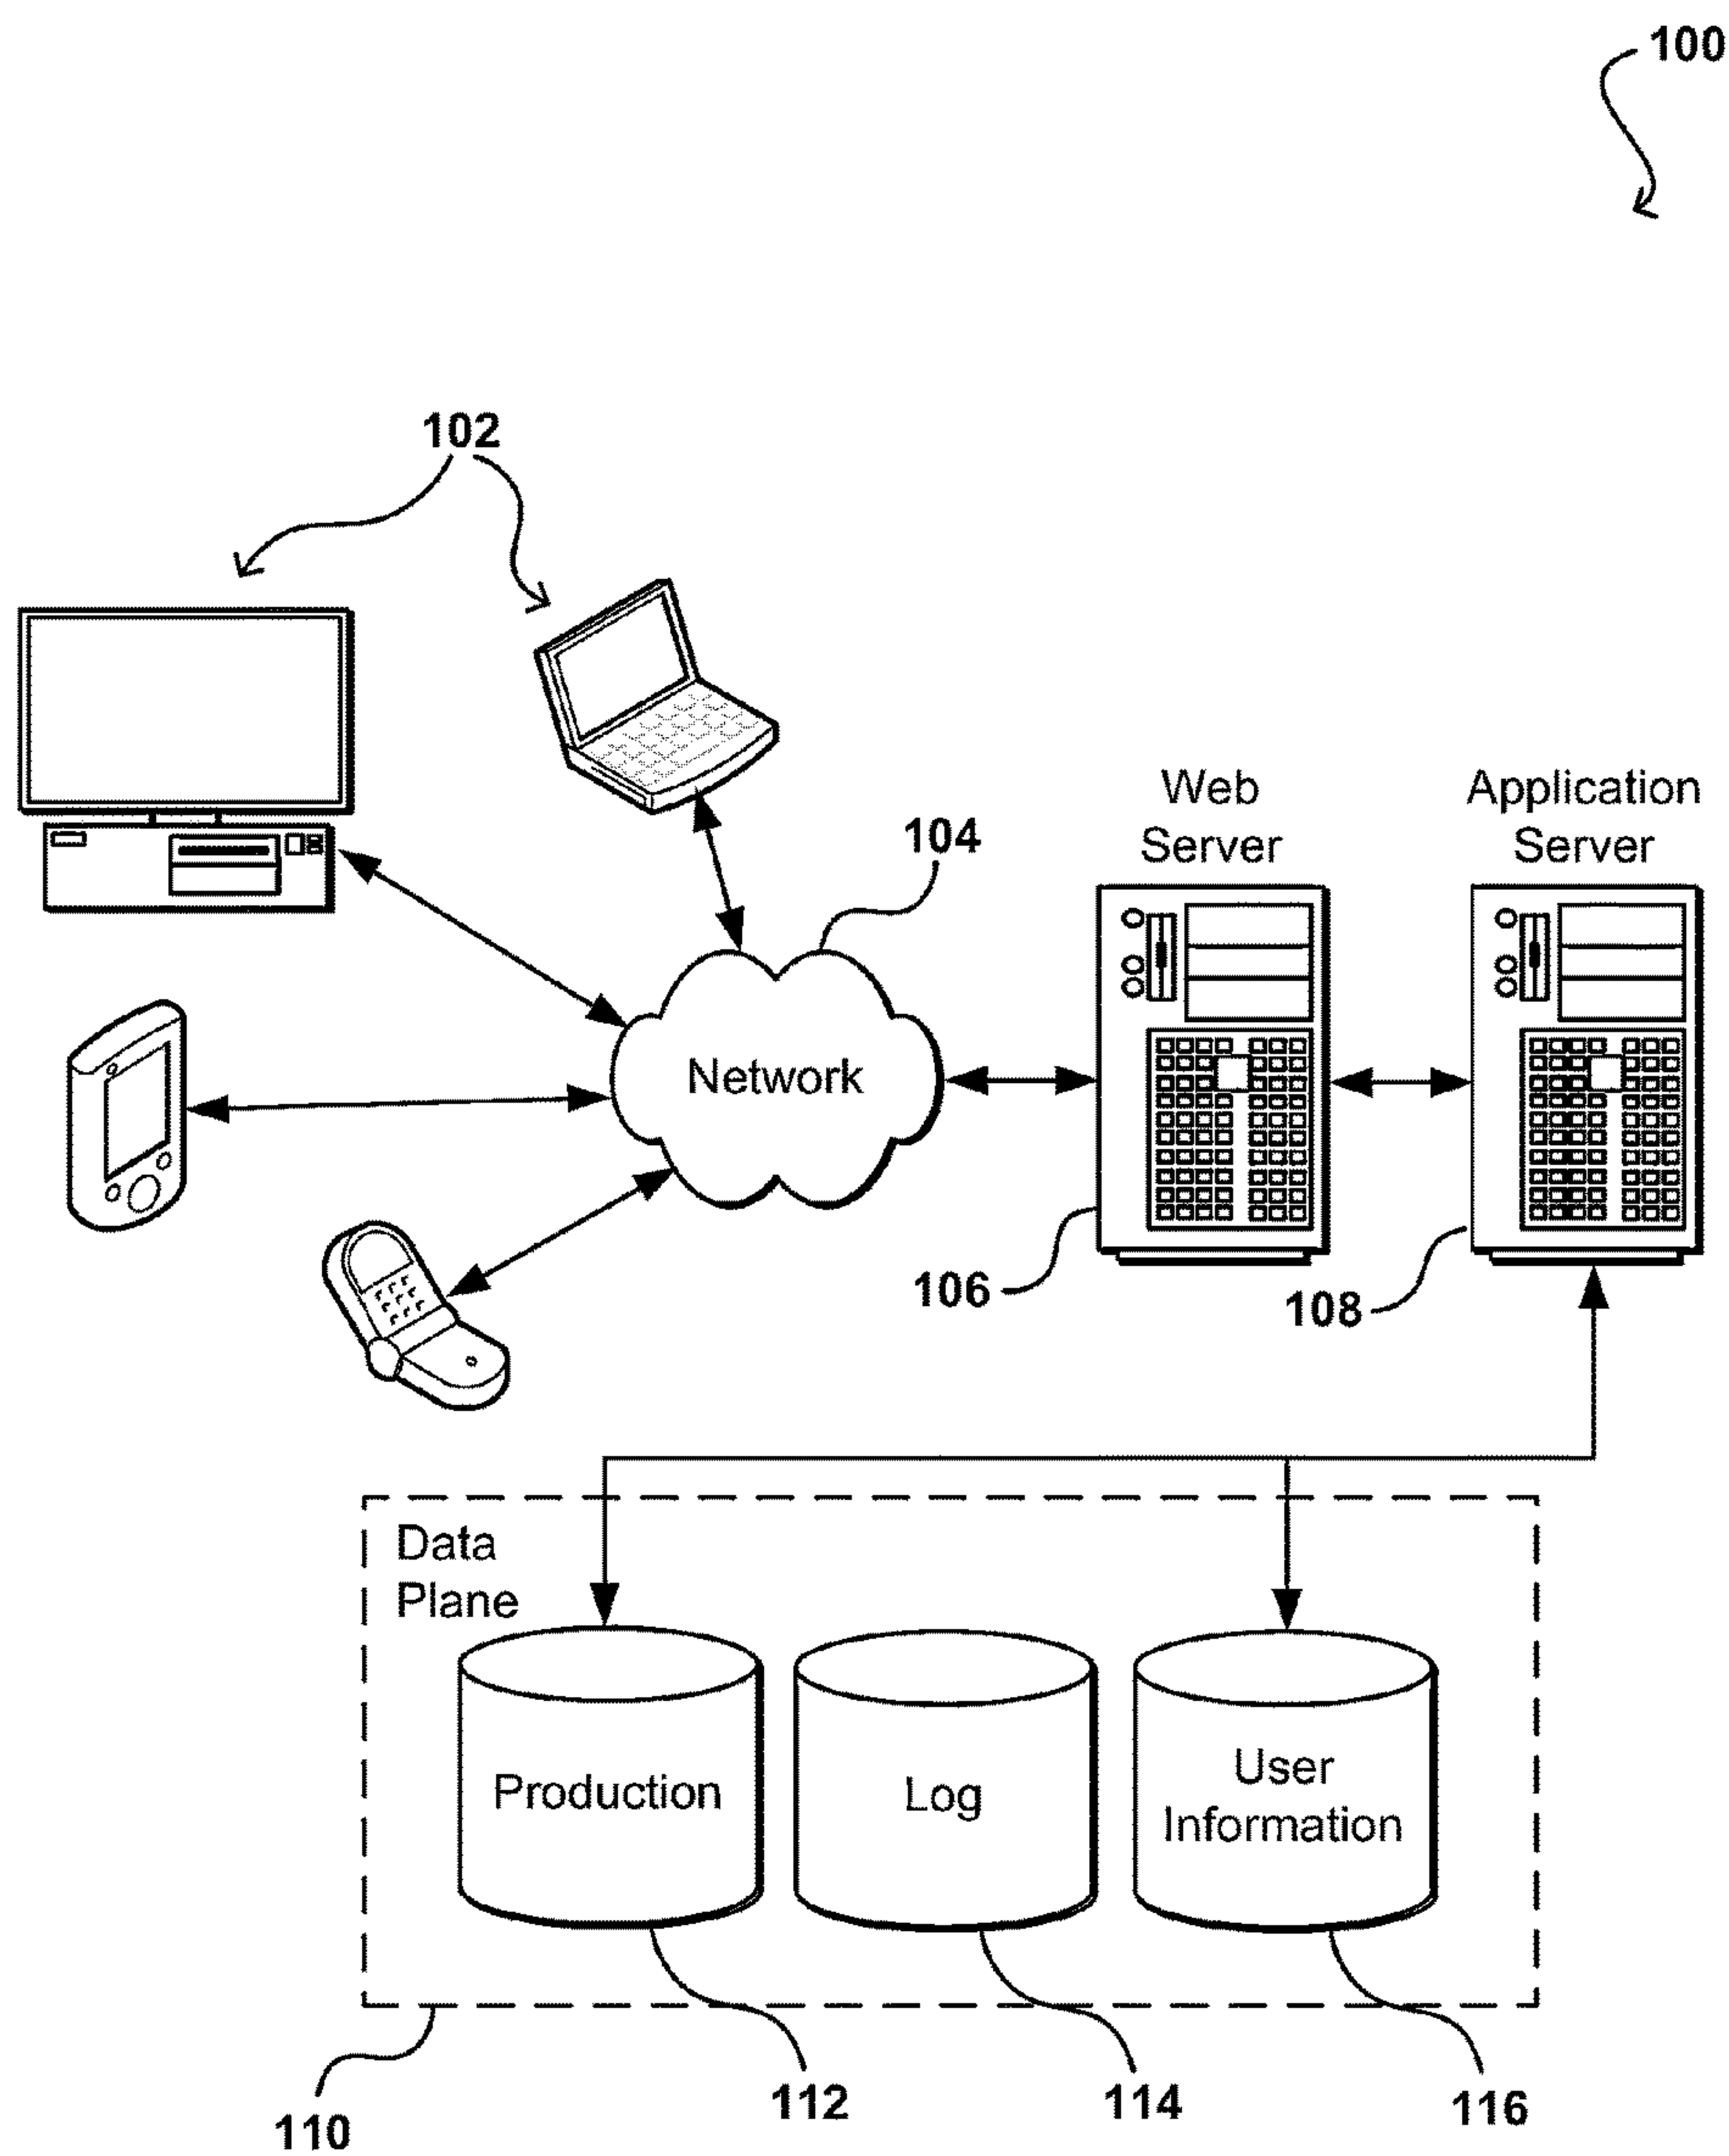 100
102
Web
Server
Application
Server
104
Network
106
108
Data
Plane
Production
Log
User
Information
110
112
114
116